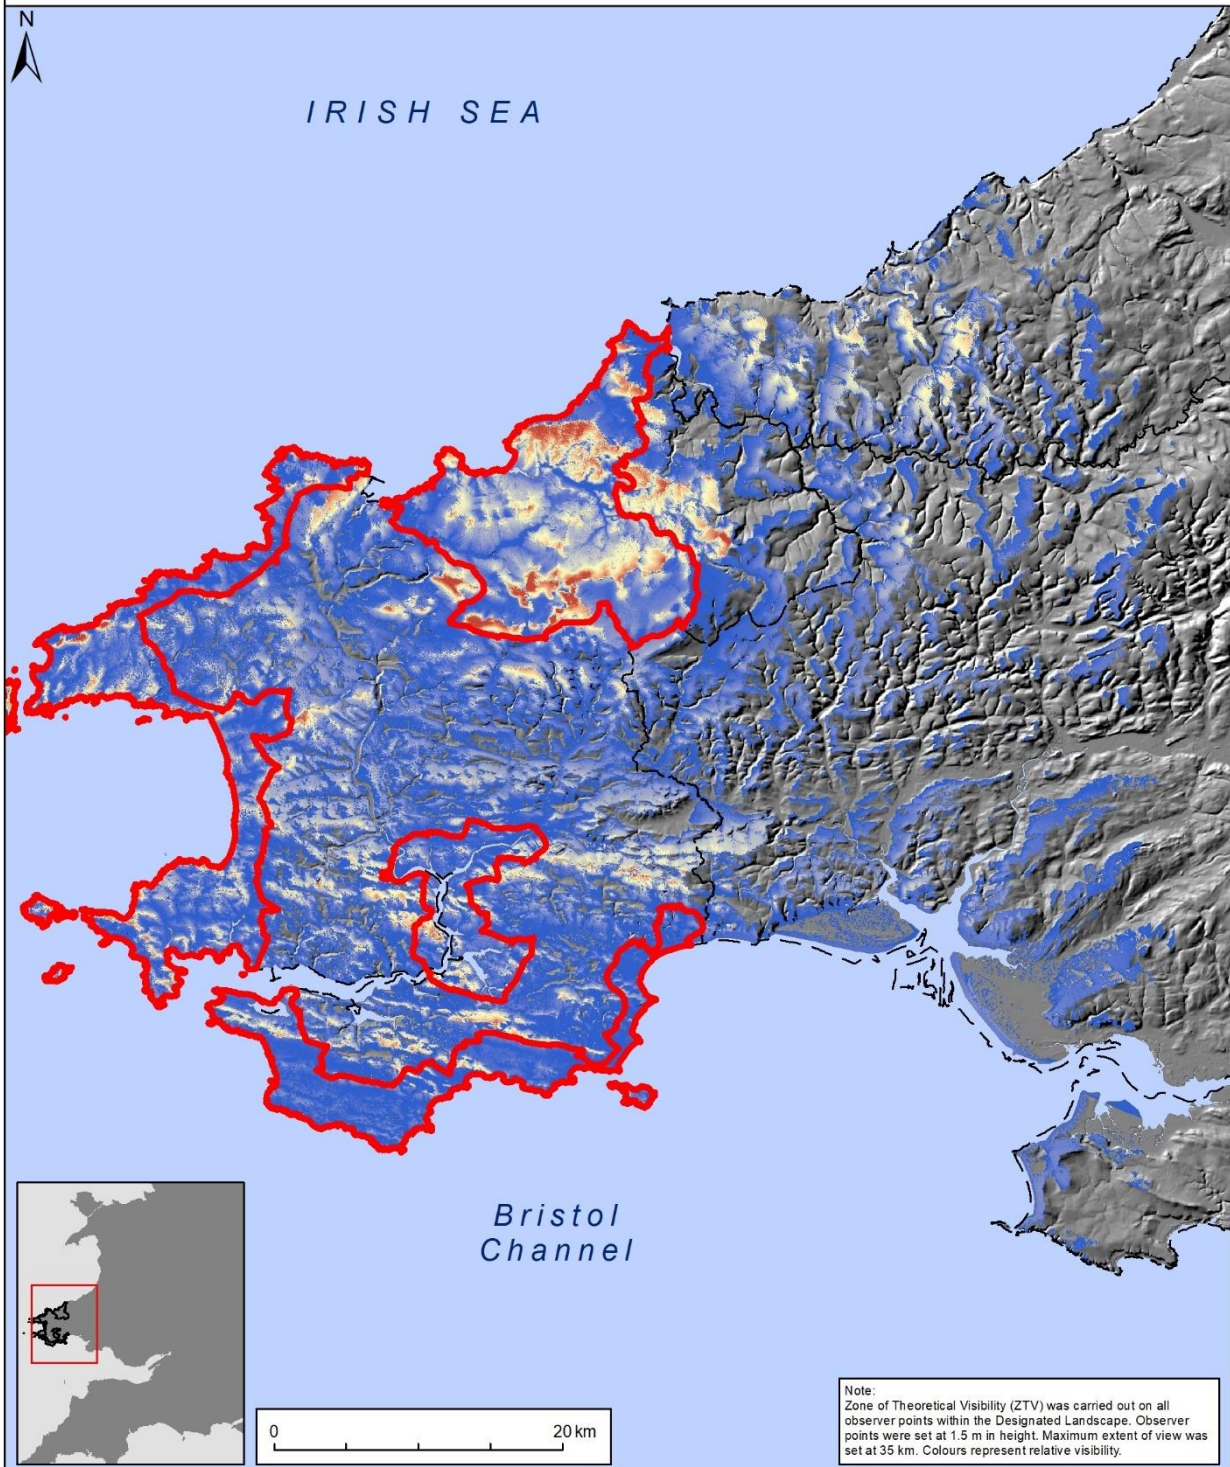 N
IRISH SEA
Bristol
Channel
0 20 km
Note:
Zone of Theoretical Visibility (ZTV) was carried out on all
observer points within the Designated Landscape. Observer
points were set at 1.5 m in height. Maximum extent of view was
set at 35 km. Colours represent relative visibility.